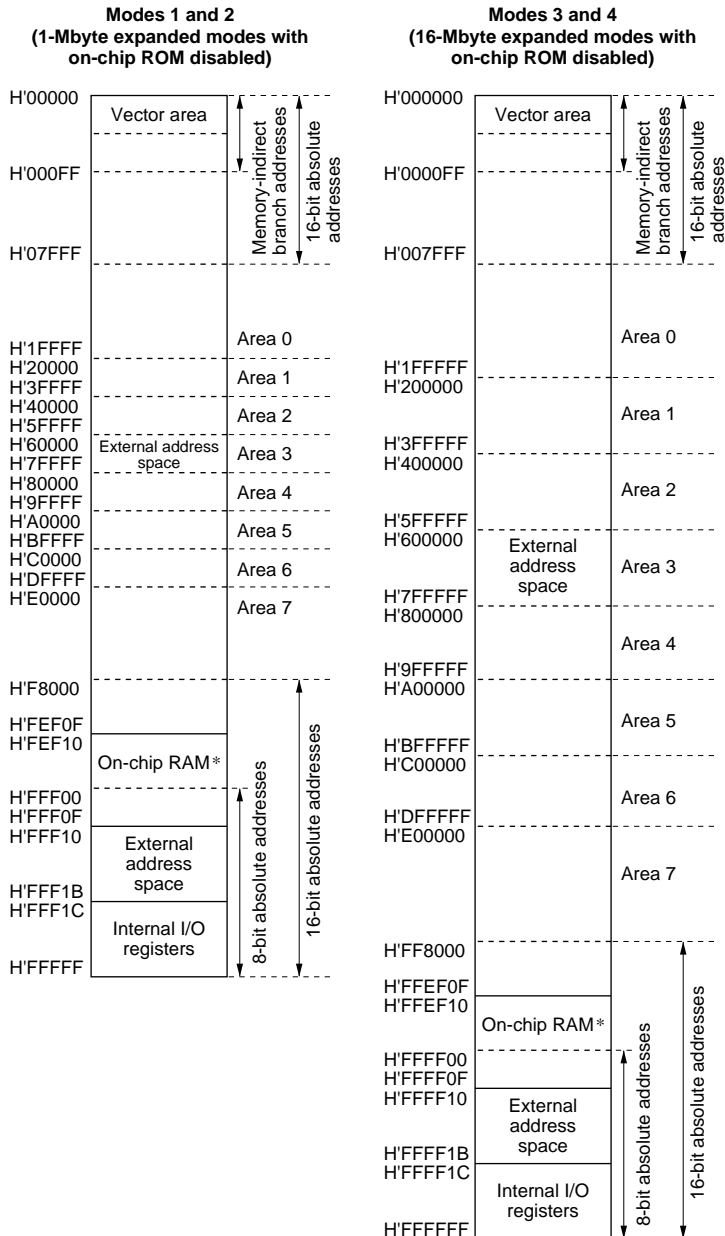 Modes 1 and 2
(1-Mbyte expanded modes with
on-chip ROM disabled)
H'00000
Vector area
H'000FF
H'07FFF
Memory-indirect
branch addresses
16-bit absolute
addresses
H'1FFFF
Area 0
H'20000
H'3FFFF
Area 1
H'40000
H'5FFFF
Area 2
H'60000
H'7FFFF
External address
space
Area 3
H'80000
H'9FFFF
Area 4
H'A0000
H'BFFFF
Area 5
H'C0000
H'DFFFF
Area 6
H'E0000
Area 7
H'F8000
H'FEF0F
H'FEF10
On-chip RAM*
H'FFF00
H'FFF0F
H'FFF10
External
address
space
H'FFF1B
H'FFF1C
Internal I/O
registers
H'FFFFF
8-bit absolute addresses
16-bit absolute addresses
Modes 3 and 4
(16-Mbyte expanded modes with
on-chip ROM disabled)
H'000000
Vector area
H'0000FF
H'007FFF
Memory-indirect
branch addresses
16-bit absolute
addresses
Area 0
H'1FFFFF
H'200000
Area 1
H'3FFFFF
H'400000
Area 2
H'5FFFFF
H'600000
External
address
space
Area 3
H'7FFFFF
H'800000
Area 4
H'9FFFFF
H'A00000
Area 5
H'BFFFFF
H'C00000
Area 6
H'DFFFFF
H'E00000
Area 7
H'FF8000
H'FFEF0F
H'FFEF10
On-chip RAM*
H'FFFF00
H'FFFF0F
H'FFFF10
External
address
space
H'FFFF1B
H'FFFF1C
Internal I/O
registers
H'FFFFFF
8-bit absolute addresses
16-bit absolute addresses